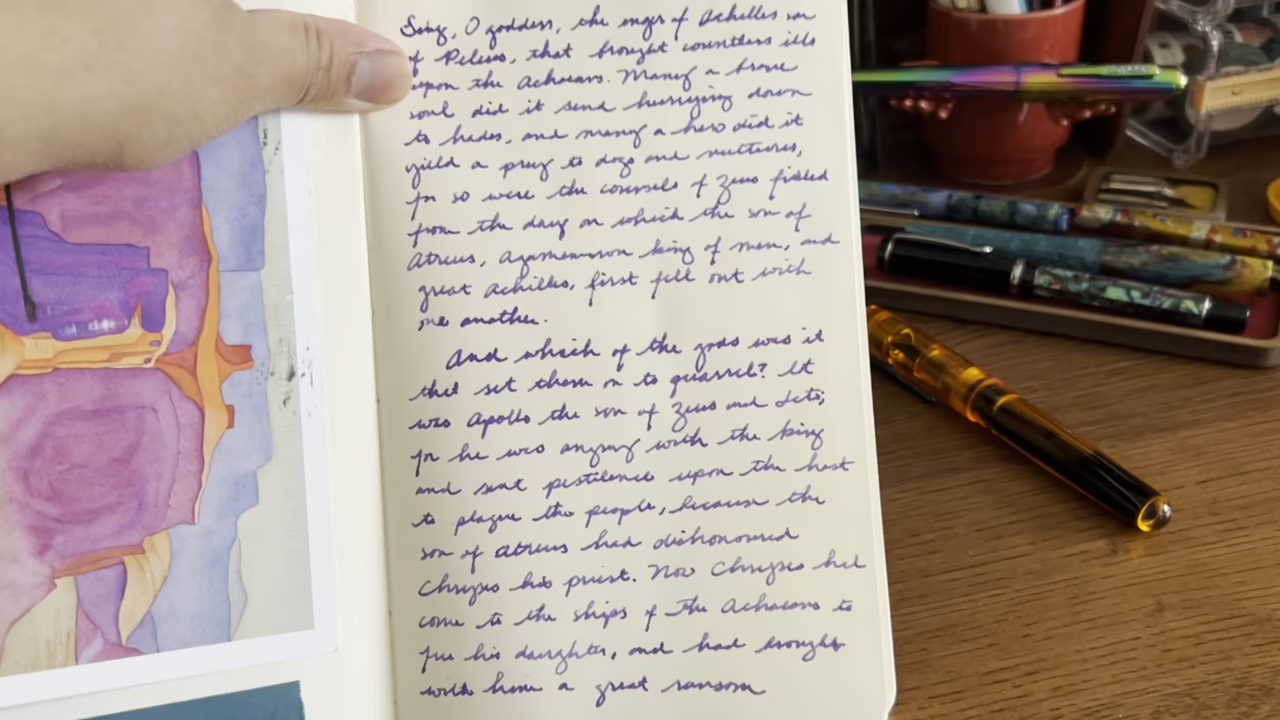 Sing, O goddess, the anger of Achilles son
of Peleus, that brought countless ills
upon the Achaeans. Many a brave
soul did it send hurrying down
to hades, and many a hero did it
yield a prey to dogs and vultures,
for so were the counsels of Zeus fulfilled
from the day on which the son of
Atreus, Agamemnon king of men, and
great Achilles, first fell out with
one another.
And which of the gods was it
that set them on to quarrel? It
was Apollo the son of Zeus and Leto;
for he was angry with the king
and sent pestilence upon the host
to plague the people, because the
son of Atreus had dishonoured
Chryses his priest. Now Chryses had
come to the ships of the Achaeans to
free his daughter, and had brought
with him a great ransom